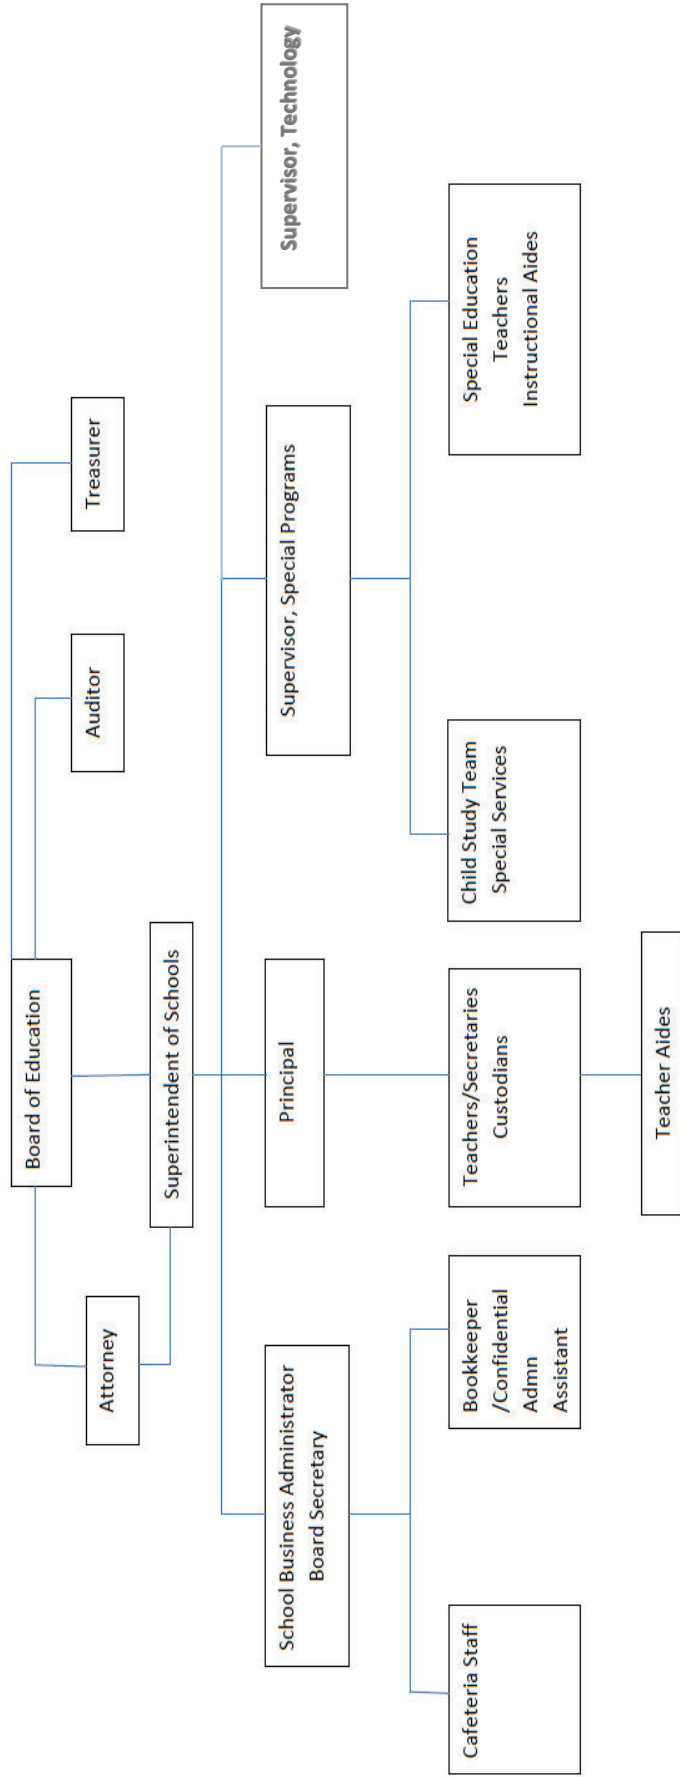 Board of Education
Attorney
Auditor
Treasurer
Superintendent of Schools
School Business Administrator
Board Secretary
Principal
Supervisor, Special Programs
Supervisor, Technology
Cafeteria Staff
Bookkeeper
/Confidential
Admn
Assistant
Teachers/Secretaries
Custodians
Child Study Team
Special Services
Special Education
Teachers
Instructional Aides
Teacher Aides